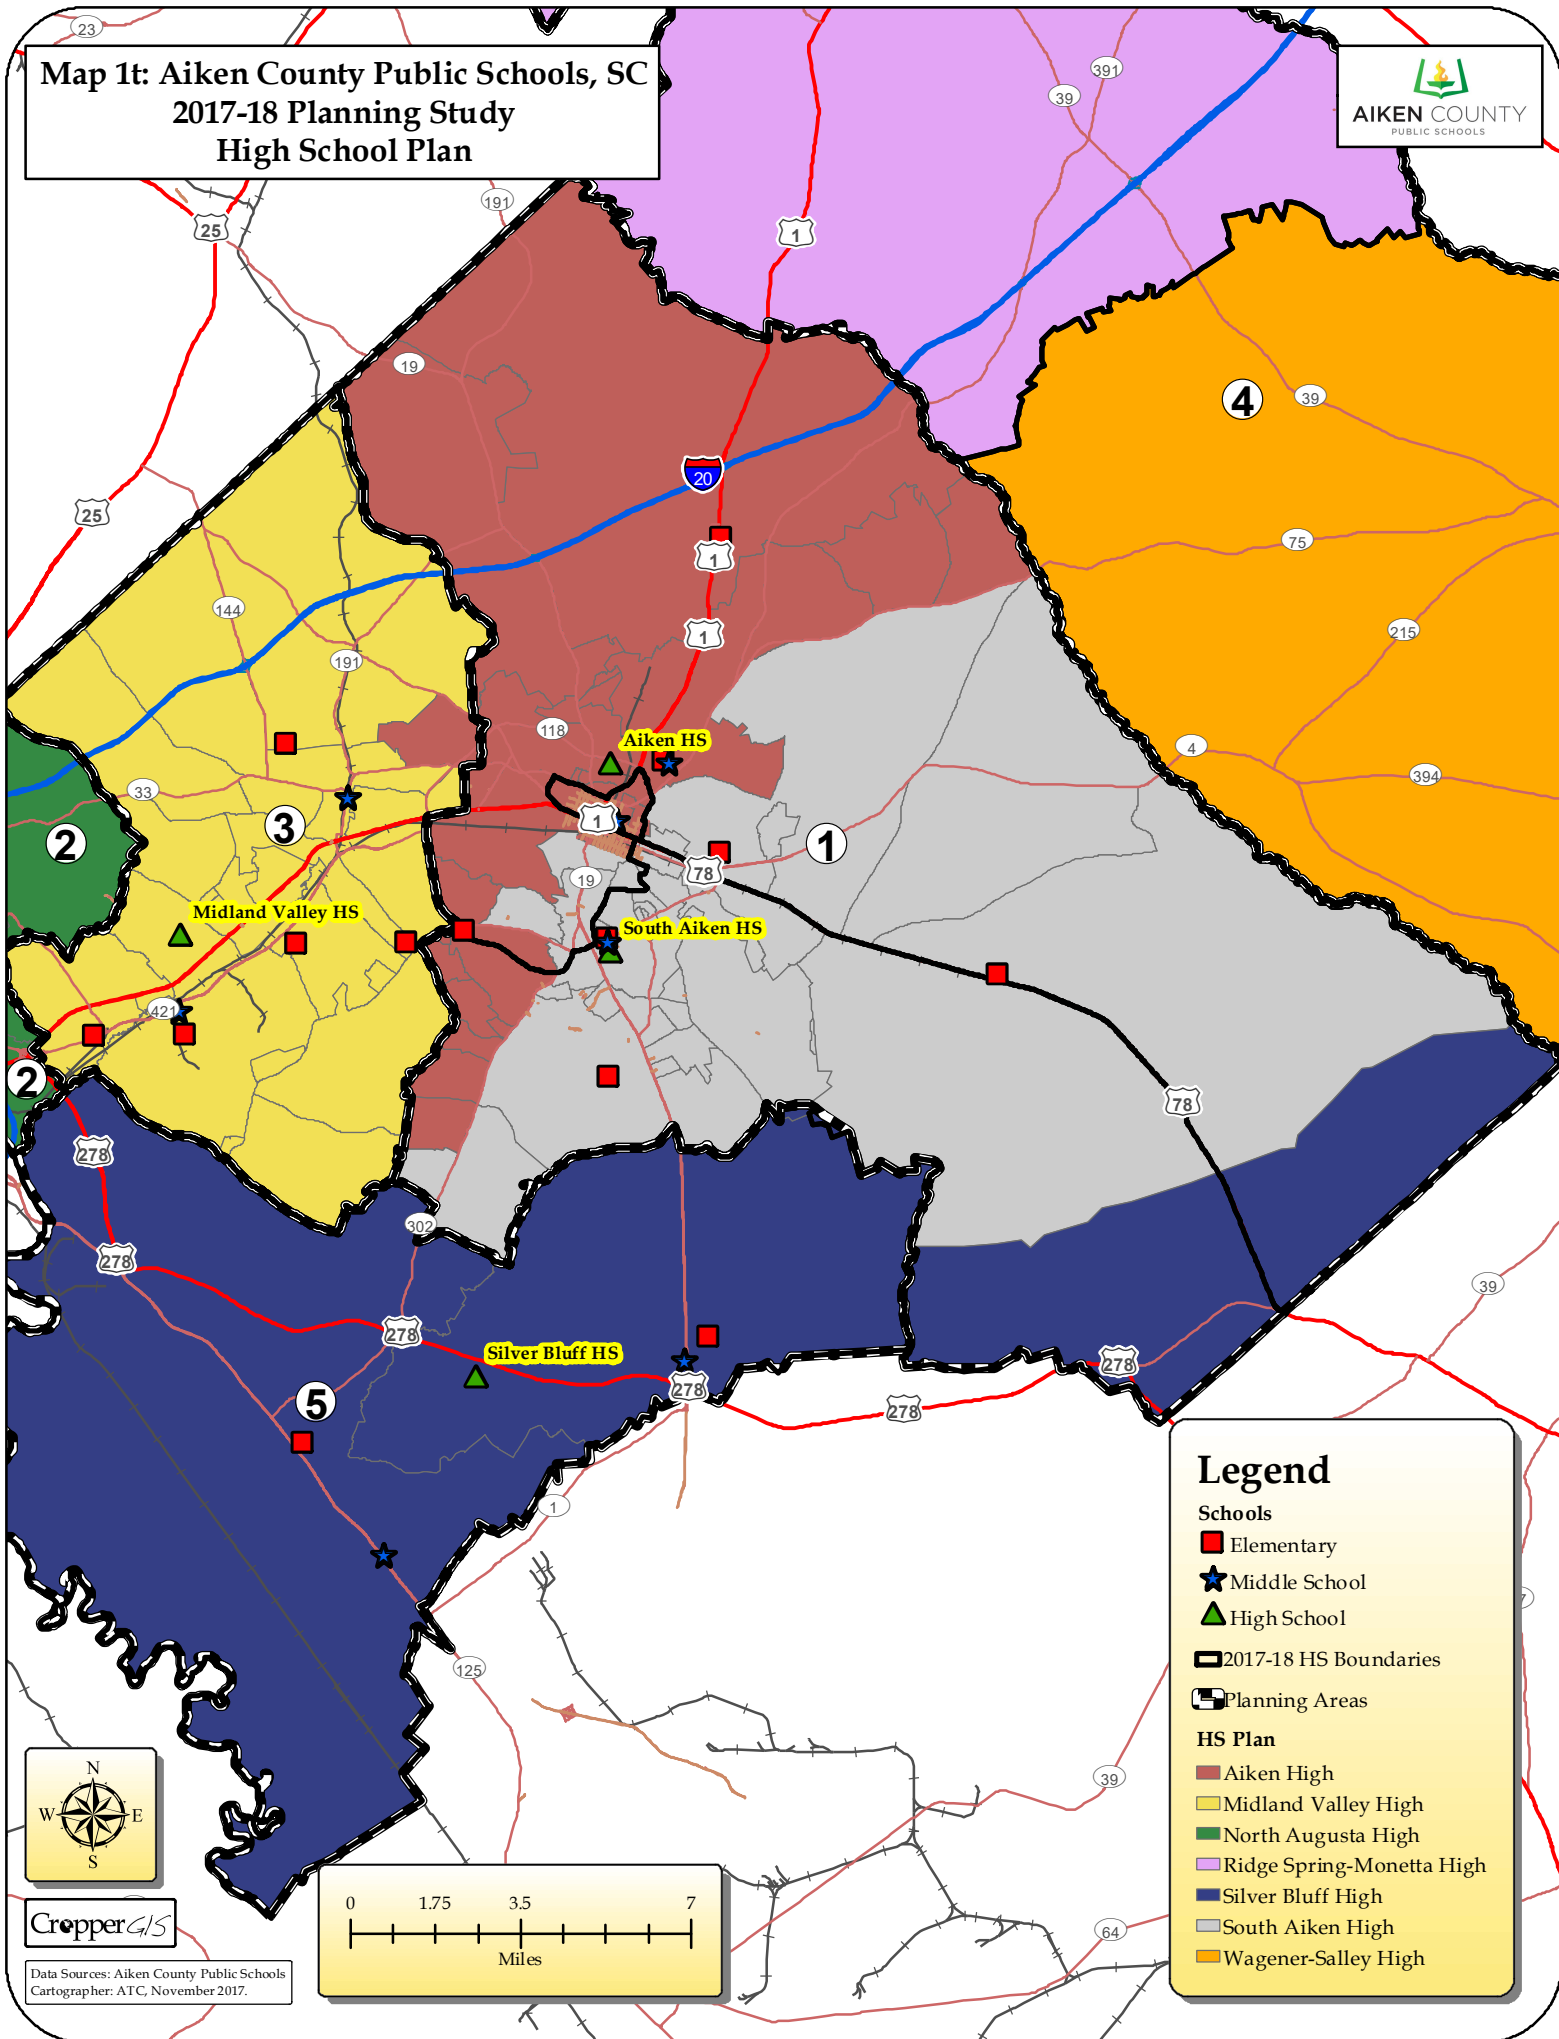 Map 1t: Aiken County Public Schools, SC
2017-18 Planning Study
High School Plan
AIKEN COUNTY
PUBLIC SCHOOLS
23
391
39
191
25
1
19
4
39
20
25
1
75
144
1
215
191
118
Aiken HS
4
394
33
3
1
1
2
78
19
Midland Valley HS
South Aiken HS
421
2
78
278
302
278
39
278
Silver Bluff HS
278
278
5
278
1
125
39
64
7
Legend
Schools
Elementary
Middle School
High School
2017-18 HS Boundaries
Planning Areas
HS Plan
Aiken High
Midland Valley High
North Augusta High
Ridge Spring-Monetta High
Silver Bluff High
South Aiken High
Wagener-Salley High
N
W E
S
0 1.75 3.5 7
Miles
CropperGIS
Data Sources: Aiken County Public Schools
Cartographer: ATC, November 2017.